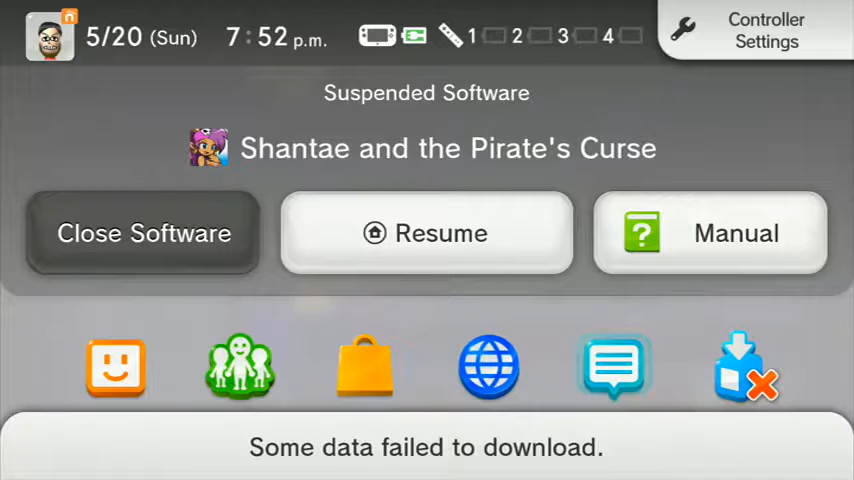 n
5/20 (Sun) 7:52 p.m. 1 2 3 4
Controller
Settings
Suspended Software
Shantae and the Pirate's Curse
Close Software
Resume
? Manual
Some data failed to download.